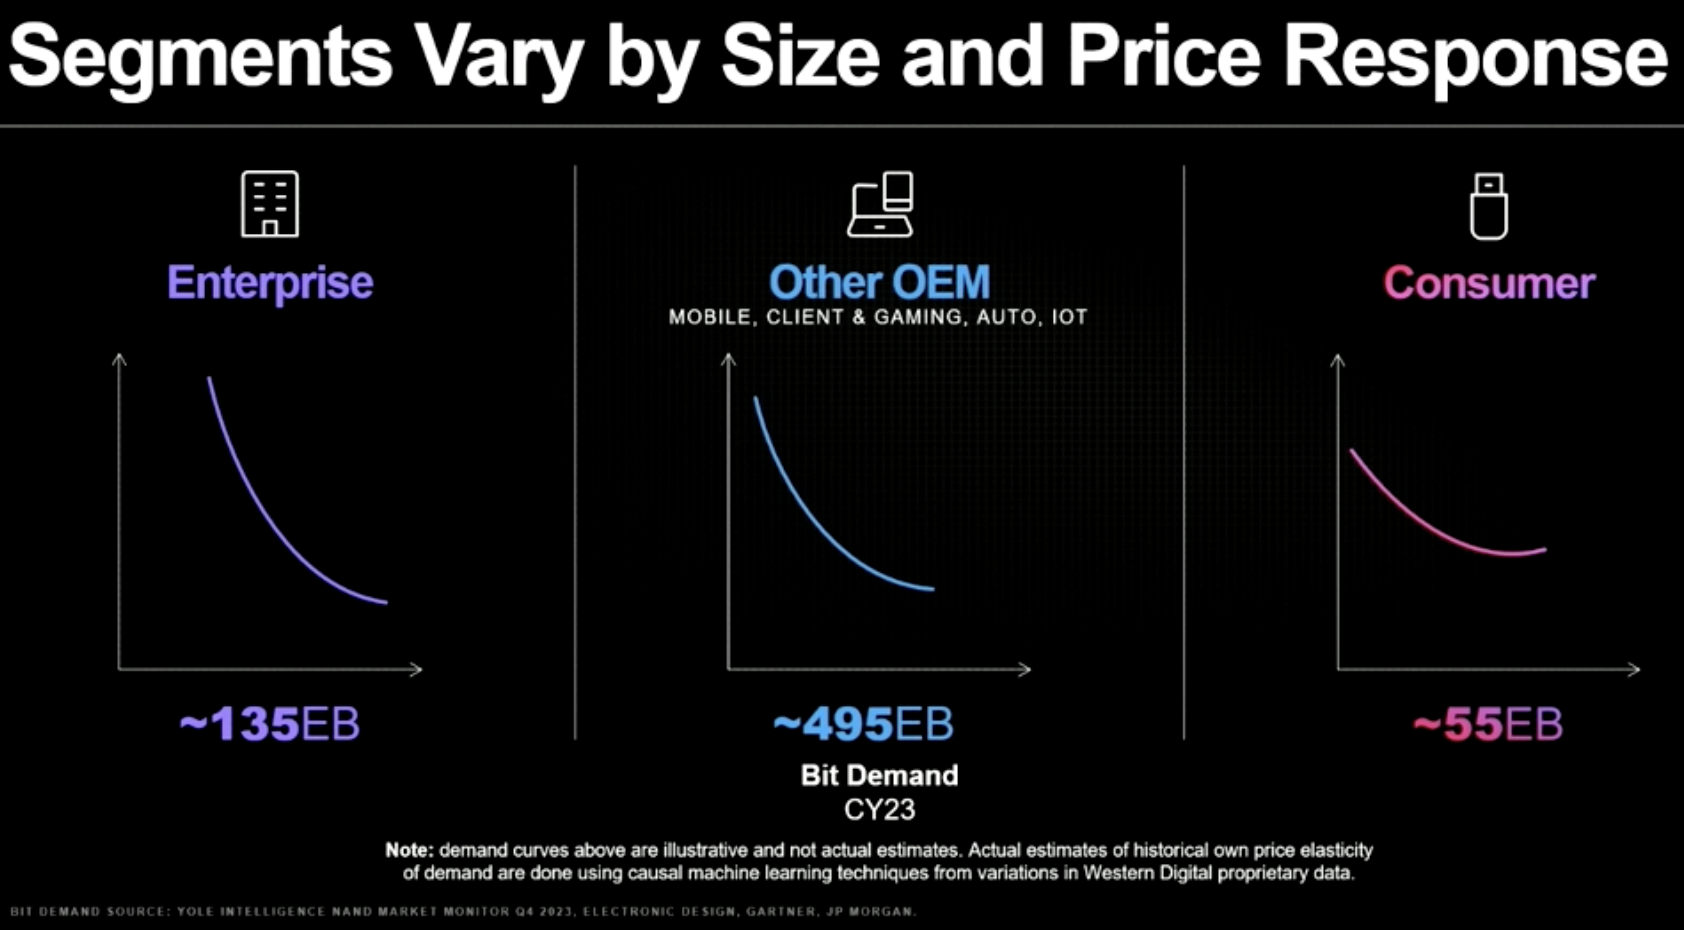 Segments Vary by Size and Price Response
Enterprise
Other OEM
MOBILE, CLIENT & GAMING, AUTO, IOT
Consumer
~135EB
~495EB
~55EB
Bit Demand
CY23
Note: demand curves above are illustrative and not actual estimates. Actual estimates of historical own price elasticity
of demand are done using causal machine learning techniques from variations in Western Digital proprietary data.
BIT DEMAND SOURCE: YOLE INTELLIGENCE NAND MARKET MONITOR Q4 2023, ELECTRONIC DESIGN, GARTNER, JP MORGAN.